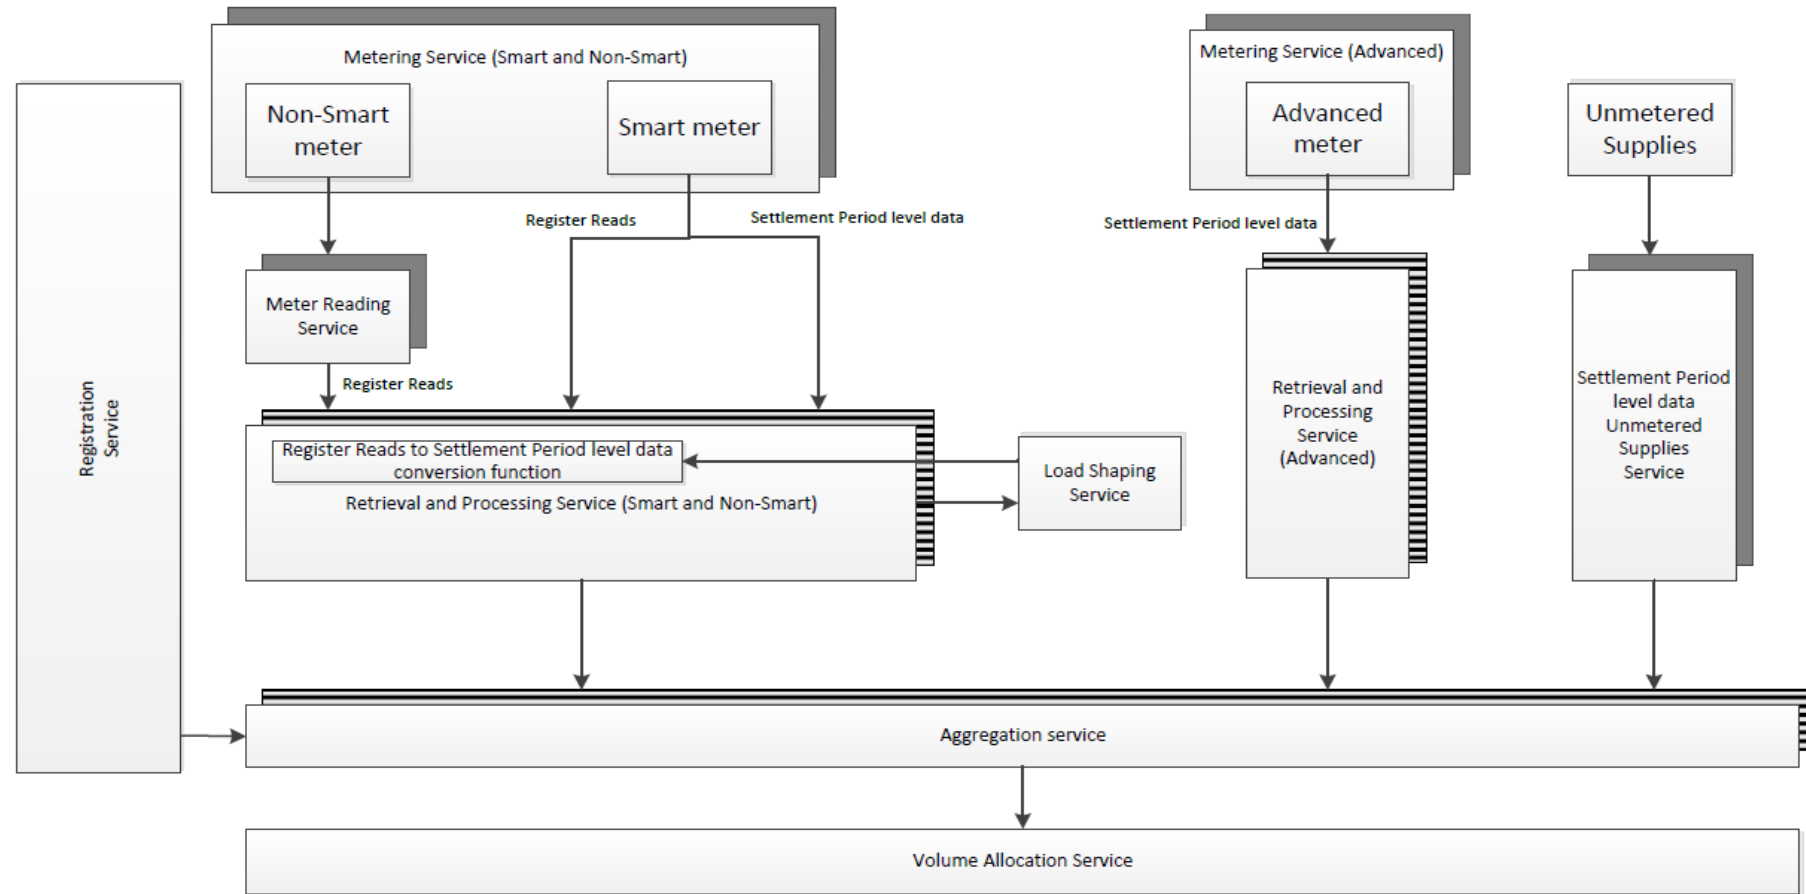 Metering Service (Smart and Non-Smart)
Non-Smart
meter
Smart meter
Metering Service (Advanced)
Advanced
meter
Unmetered
Supplies
Register Reads
Settlement Period level data
Settlement Period level data
Meter Reading
Service
Register Reads
Registration
Service
Register Reads to Settlement Period level data
conversion function
Retrieval and Processing Service (Smart and Non-Smart)
Load Shaping
Service
Retrieval and
Processing
Service
(Advanced)
Settlement Period
level data
Unmetered
Supplies
Service
Aggregation service
Volume Allocation Service